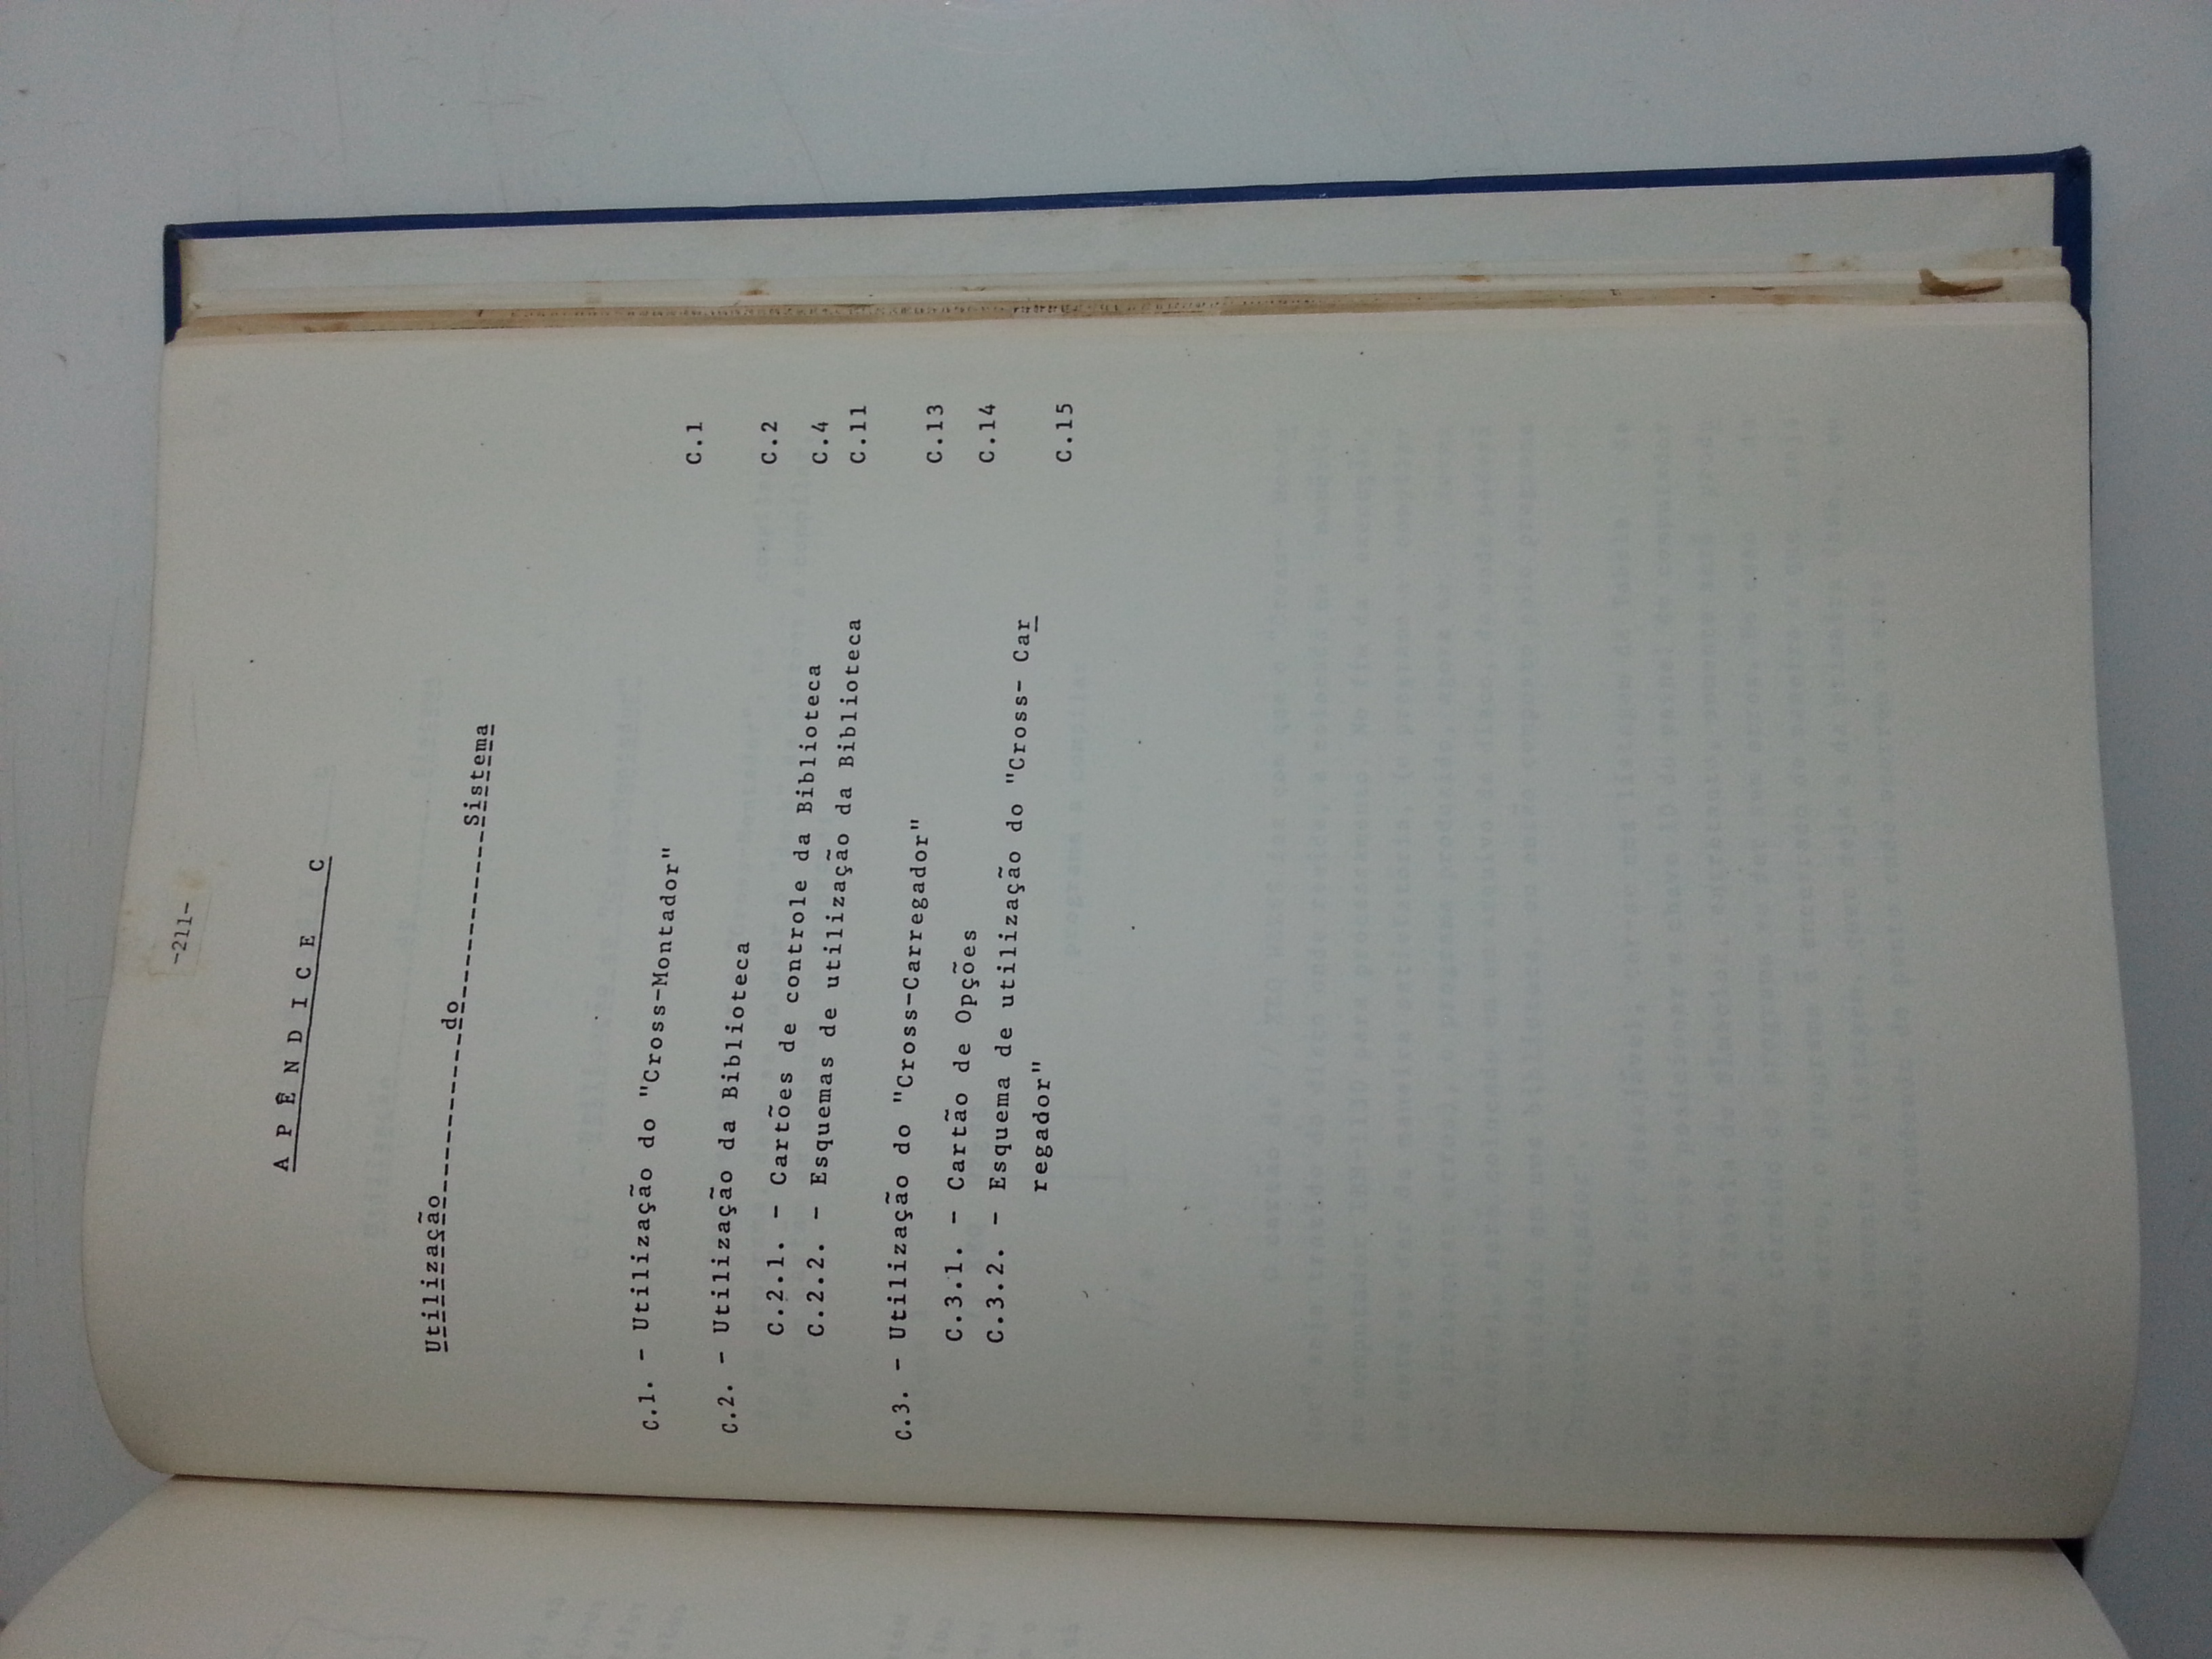 -211-
A P Ê N D I C E C
Utilização do Sistema
C.1. - Utilização do "Cross-Montador" C.1
C.2. - Utilização da Biblioteca C.2
C.2.1. - Cartões de controle da Biblioteca C.4
C.2.2. - Esquemas de utilização da Biblioteca C.11
C.3. - Utilização do "Cross-Carregador" C.13
C.3.1. - Cartão de Opções C.14
C.3.2. - Esquema de utilização do "Cross- Car
regador" C.15